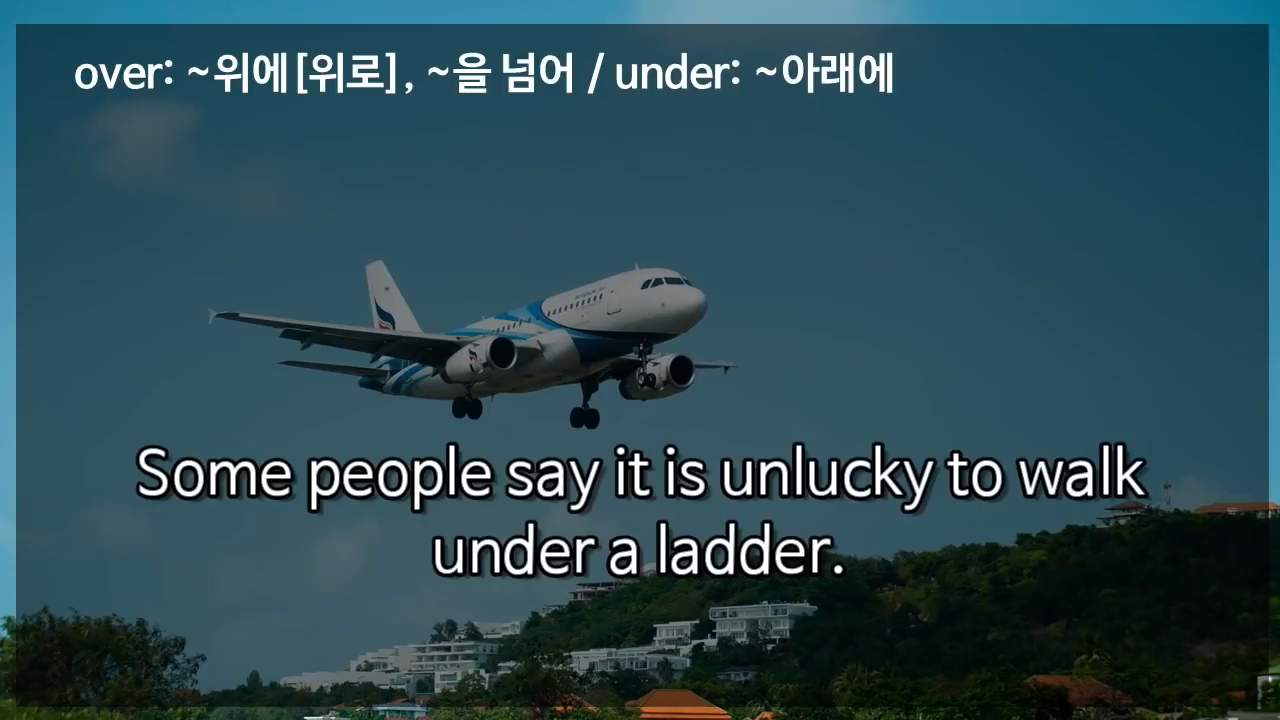 over: ~위에[위로], ~을 넘어 / under: ~아래에
Some people say it is unlucky to walk
under a ladder.